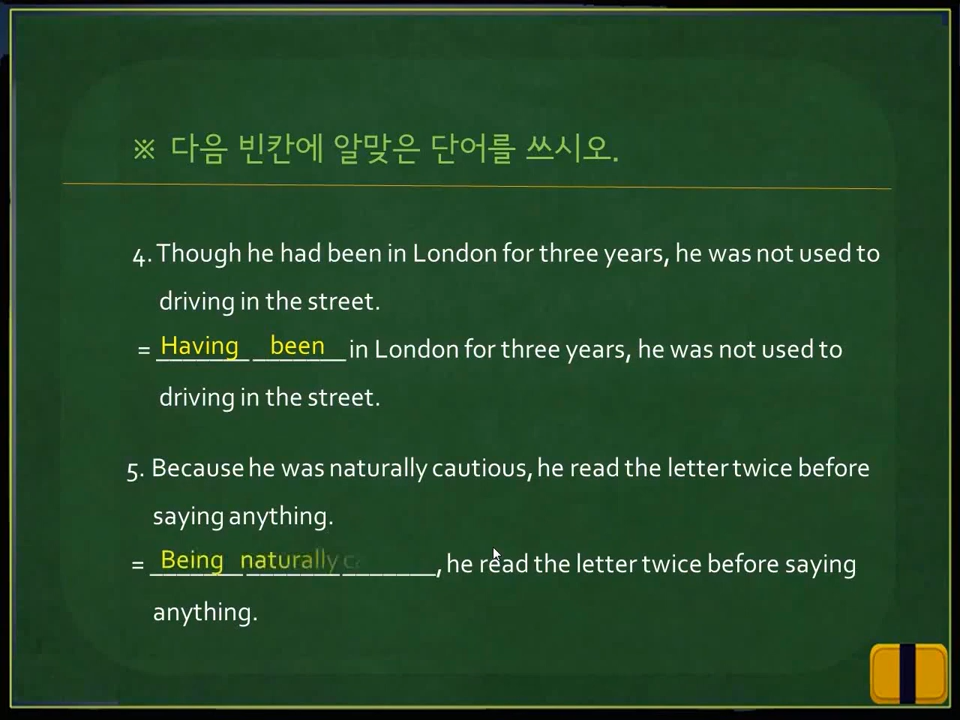 ※ 다음 빈칸에 알맞은 단어를 쓰시오.
4. Though he had been in London for three years, he was not used to
driving in the street.
= Having been in London for three years, he was not used to
driving in the street.
5. Because he was naturally cautious, he read the letter twice before
saying anything.
= Being naturally , he read the letter twice before saying
anything.